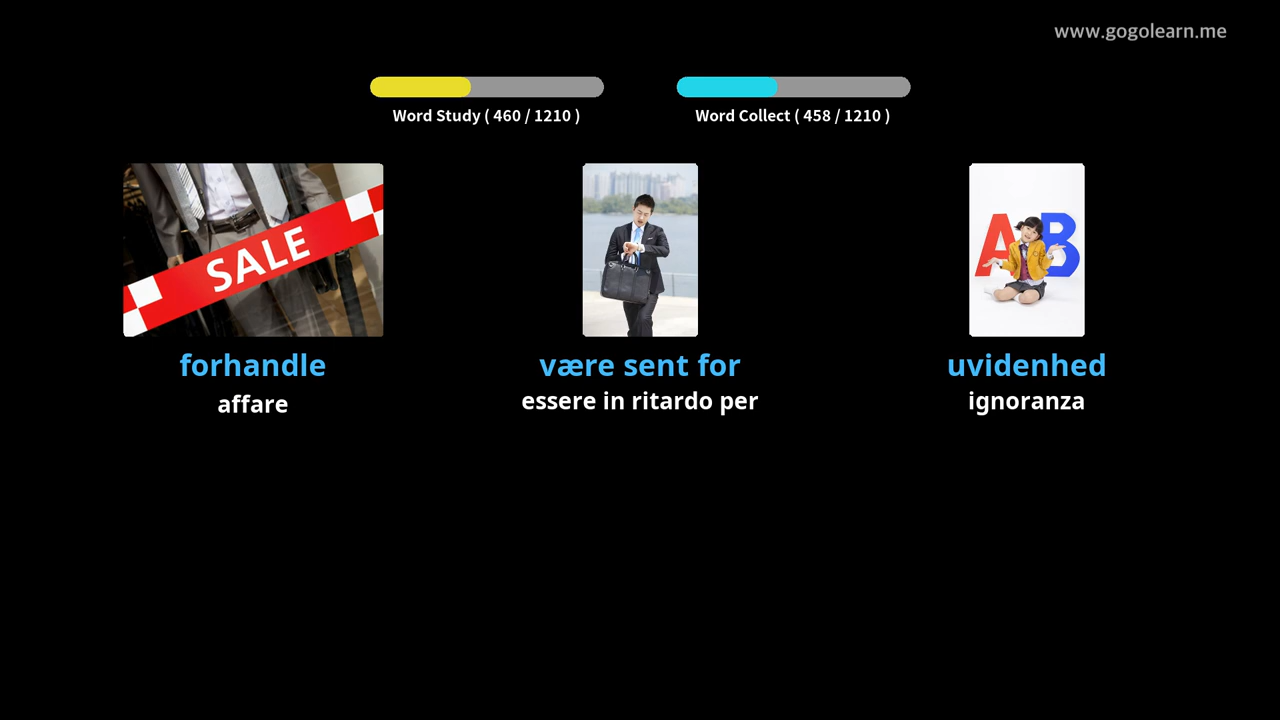 www.gogolearn.me
Word Study ( 460 / 1210 )
Word Collect ( 458 / 1210 )
SALE
A B
forhandle
være sent for
uvidenhed
affare
essere in ritardo per
ignoranza